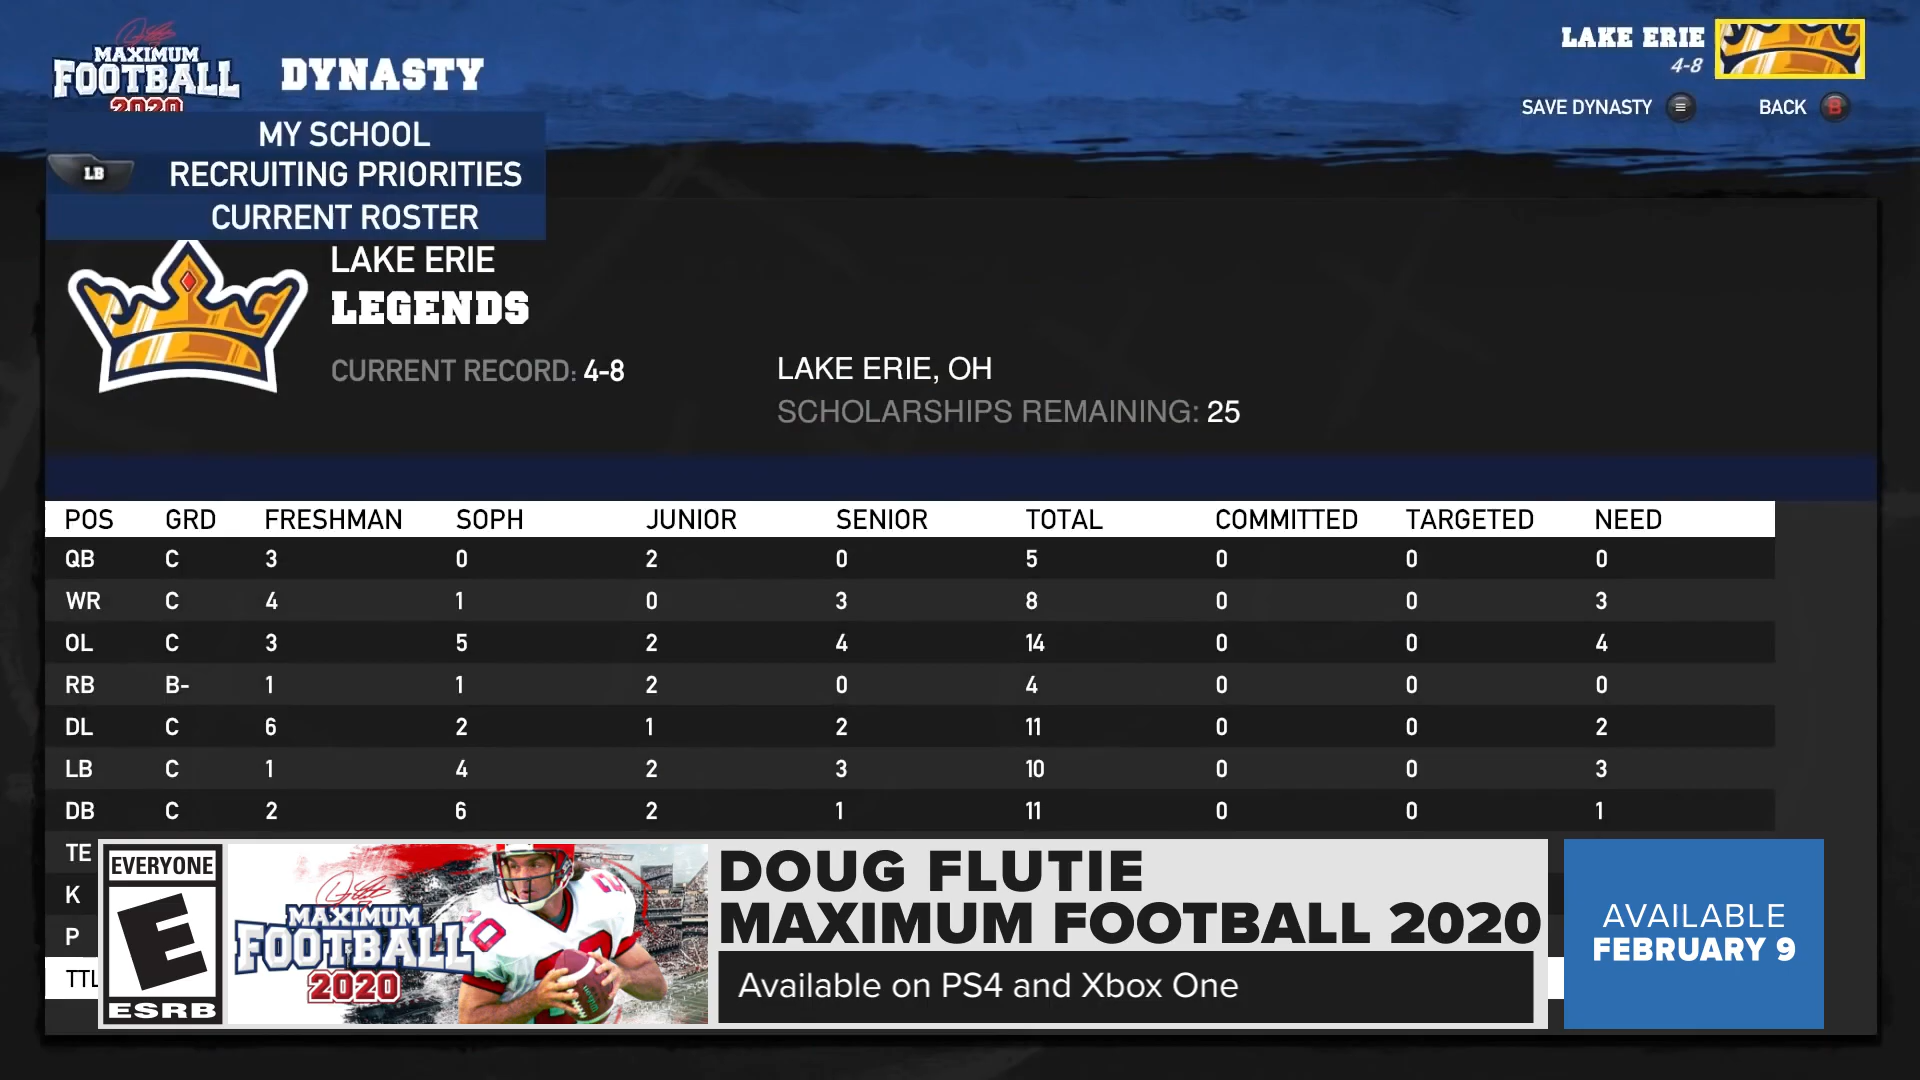 MAXIMUM
FOOTBALL
2020
DYNASTY
LAKE ERIE
4-8
SAVE DYNASTY
BACK B
MY SCHOOL
LB RECRUITING PRIORITIES
CURRENT ROSTER
LAKE ERIE
LEGENDS
CURRENT RECORD: 4-8
LAKE ERIE, OH
SCHOLARSHIPS REMAINING: 25
POS GRD FRESHMAN SOPH JUNIOR SENIOR TOTAL COMMITTED TARGETED NEED
QB C 3 0 2 0 5 0 0 0
WR C 4 1 0 3 8 0 0 3
OL C 3 5 2 4 14 0 0 4
RB B- 1 1 2 0 4 0 0 0
DL C 6 2 1 2 11 0 0 2
LB C 1 4 2 3 10 0 0 3
DB C 2 6 2 1 11 0 0 1
TE
K
P
TTL
EVERYONE
E
ESRB
MAXIMUM
FOOTBALL
2020
10
DOUG FLUTIE
MAXIMUM FOOTBALL 2020
Available on PS4 and Xbox One
AVAILABLE
FEBRUARY 9